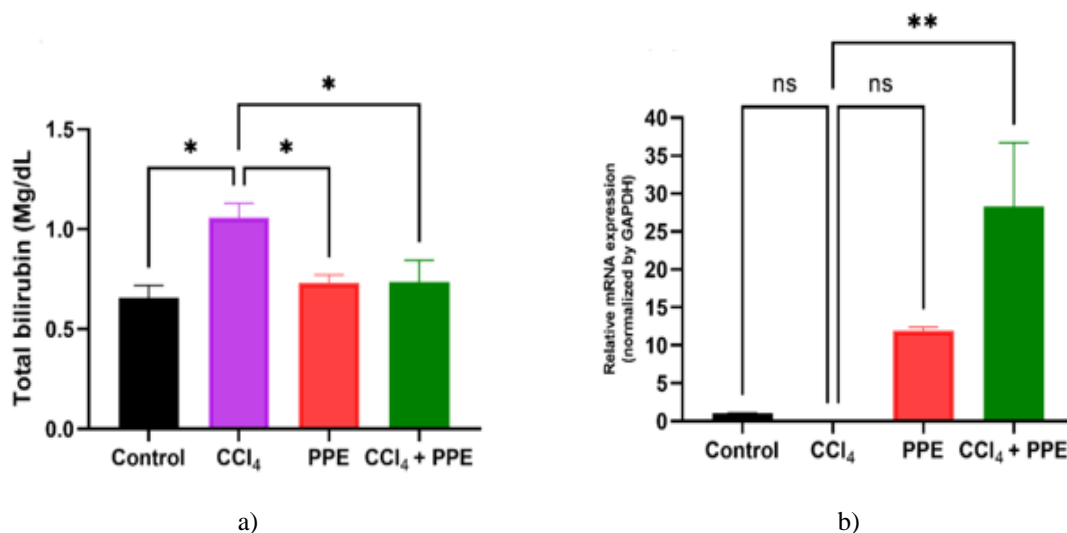 *
*
*
1.5
1.0
0.5
0.0
Total bilirubin (Mg/dL)
Control
CCl₄
PPE
CCl₄ + PPE
a)
**
ns
ns
40
35
30
25
20
15
10
5
0
Relative mRNA expression
(normalized by GAPDH)
Control
CCl₄
PPE
CCl₄ + PPE
b)